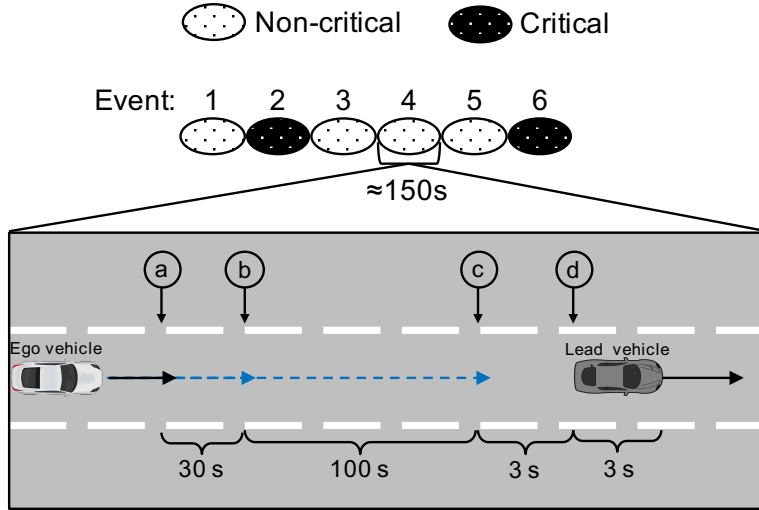 Non-critical Critical
Event: 1 2 3 4 5 6
≈150s
a b c d
Ego vehicle Lead vehicle
30 s 100 s 3 s 3 s